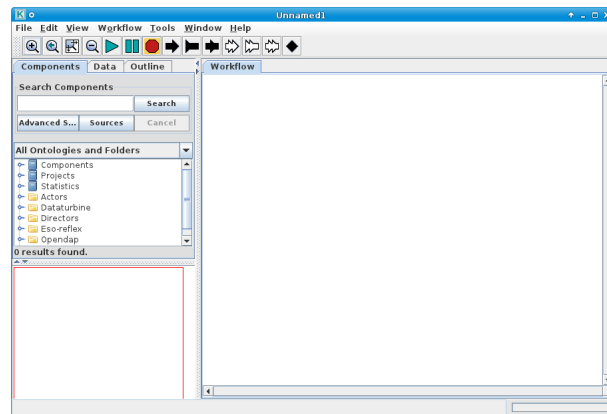 Unnamed1
File Edit View Workflow Tools Window Help
Components Data Outline
Workflow
Search Components
Search
Advanced S... Sources Cancel
All Ontologies and Folders
Components
Projects
Statistics
Actors
Dataturbine
Directors
Eso-reflex
Opendap
0 results found.